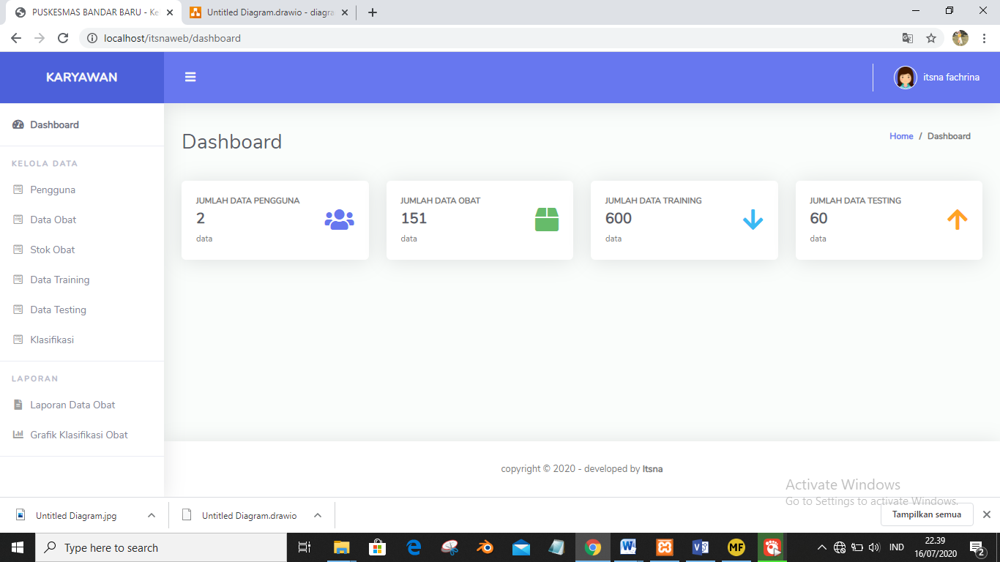 PUSKESMAS BANDAR BARU - Ke
Untitled Diagram.drawio - diagra
localhost/itsnaweb/dashboard
KARYAWAN
itsna fachrina
Dashboard
KELOLA DATA
Pengguna
Data Obat
Stok Obat
Data Training
Data Testing
Klasifikasi
LAPORAN
Laporan Data Obat
Grafik Klasifikasi Obat
Dashboard
Home / Dashboard
JUMLAH DATA PENGGUNA
2
data
JUMLAH DATA OBAT
151
data
JUMLAH DATA TRAINING
600
data
JUMLAH DATA TESTING
60
data
copyright © 2020 - developed by Itsna
Activate Windows
Go to Settings to activate Windows.
Untitled Diagram.jpg
Untitled Diagram.drawio
Tampilkan semua
Type here to search
MF
IND
22.39
16/07/2020
2